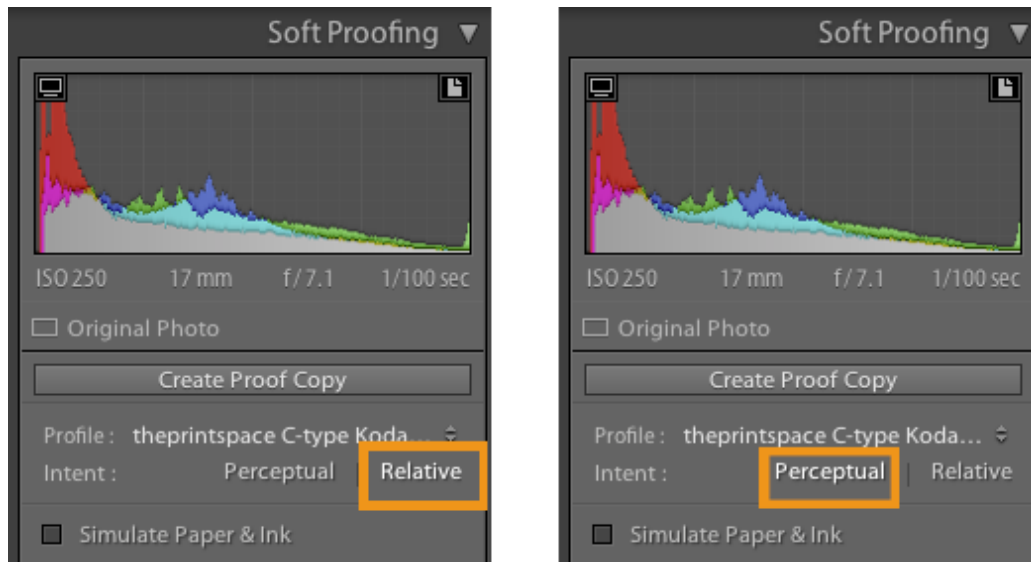 Soft Proofing
ISO 250 17 mm f/7.1 1/100 sec
Original Photo
Create Proof Copy
Profile : theprintspace C-type Koda...
Intent : Perceptual Relative
Simulate Paper & Ink
Soft Proofing
ISO 250 17 mm f/7.1 1/100 sec
Original Photo
Create Proof Copy
Profile : theprintspace C-type Koda...
Intent : Perceptual Relative
Simulate Paper & Ink